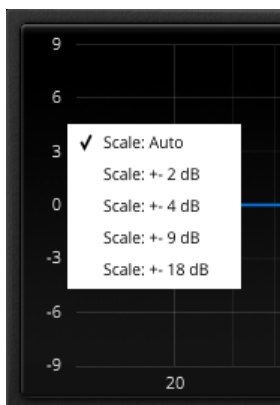 9
6
✓ Scale: Auto
3
Scale: +- 2 dB
Scale: +- 4 dB
0
Scale: +- 9 dB
-3
Scale: +- 18 dB
-6
-9
20